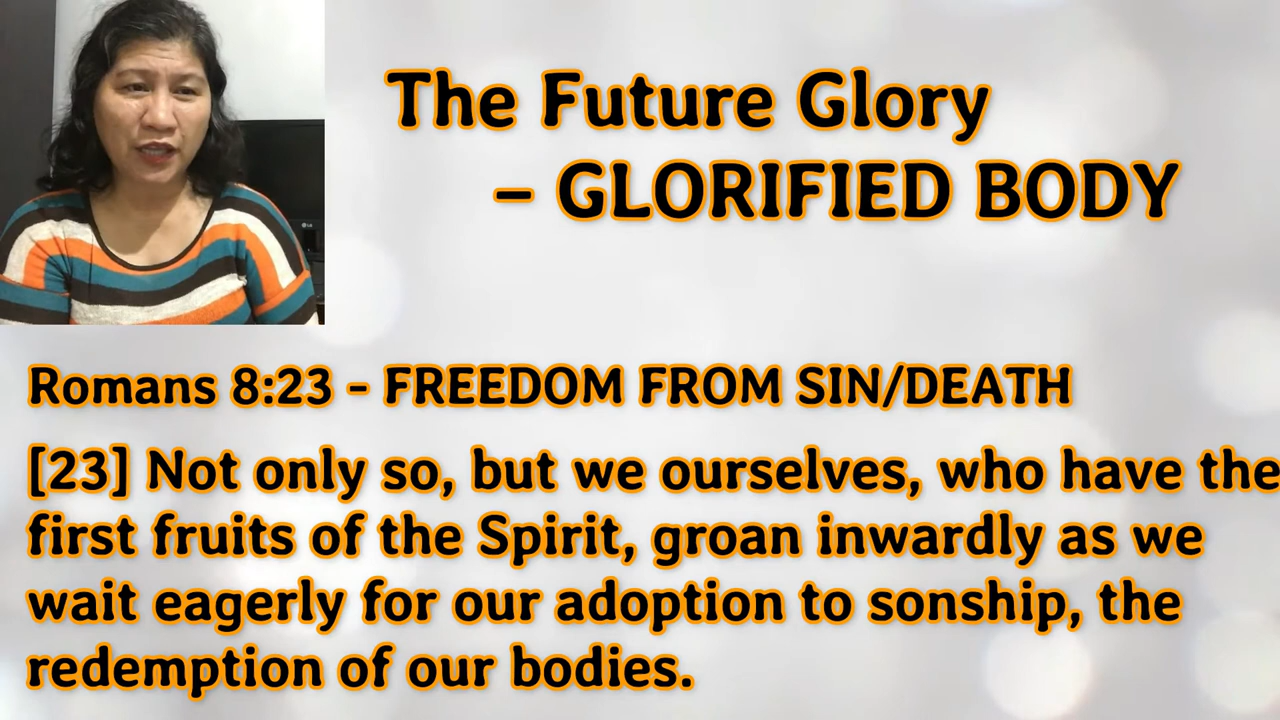 The Future Glory
– GLORIFIED BODY
Romans 8:23 - FREEDOM FROM SIN/DEATH
[23] Not only so, but we ourselves, who have the
first fruits of the Spirit, groan inwardly as we
wait eagerly for our adoption to sonship, the
redemption of our bodies.
LG